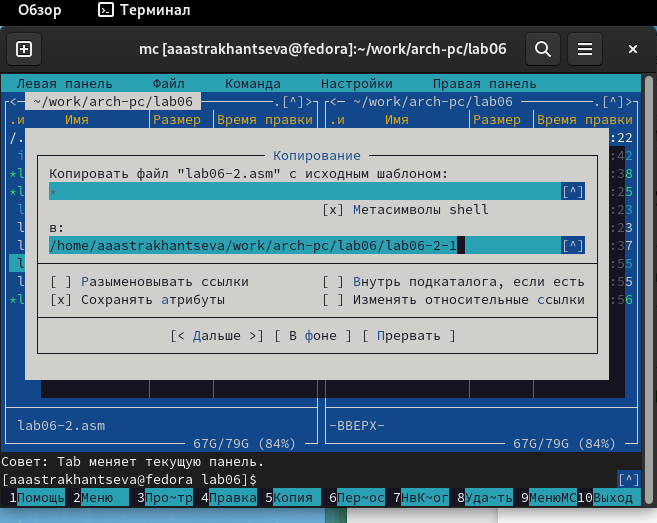 Обзор Терминал
mc [aaastrakhantseva@fedora]:~/work/arch-pc/lab06
Левая панель Файл Команда Настройки Правая панель
~/work/arch-pc/lab06 .[^]> ~/work/arch-pc/lab06 .[^]>
.и Имя Размер Время правки .и Имя Размер Время правки
/. :22
Копирование :42
Копировать файл "lab06-2.asm" с исходным шаблоном: :38
* [^] :25
[x] Метасимволы shell :23
в: :23
/home/aaastrakhantseva/work/arch-pc/lab06/lab06-2-1 [^] :37
:55
[ ] Разыменовывать ссылки [ ] Внутрь подкаталога, если есть :55
[x] Сохранять атрибуты [ ] Изменять относительные ссылки :56
[< Дальше >] [ В фоне ] [ Прервать ]
lab06-2.asm -ВВЕРХ-
67G/79G (84%) 67G/79G (84%)
Совет: Tab меняет текущую панель.
[aaastrakhantseva@fedora lab06]$ [^]
1Помощь 2Меню 3Про~тр 4Правка 5Копия 6Пер~ос 7НвК~ог 8Уда~ть 9МенюMC 10Выход